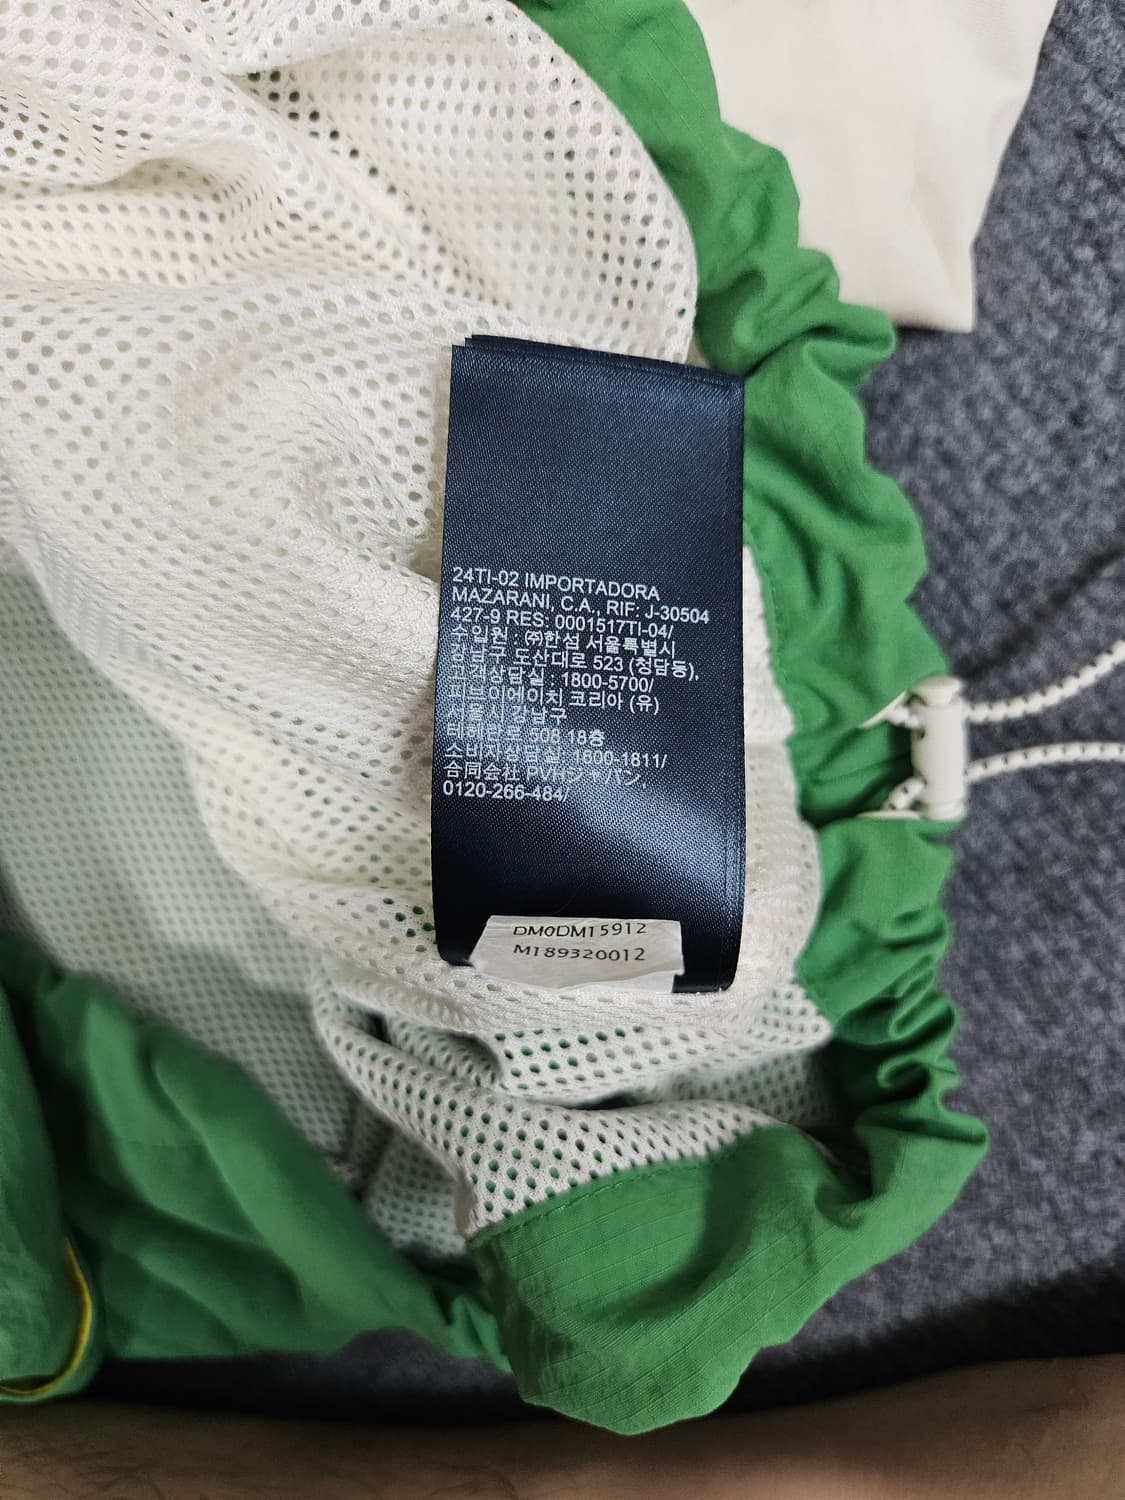 24TI-02 IMPORTADORA
MAZARANI, C.A., RIF: J-30504
427-9 RES: 0001517TI-04/
수입원 : ㈜한섬 서울특별시
강남구 도산대로 523 (청담동),
고객상담실 : 1800-5700/
피브이에이치 코리아 (유)
서울시 강남구
테헤란로 508 18층
소비자상담실: 1600-1811/
合同会社 PVHジャパン,
0120-266-484/
DM0DM15912
M189320012